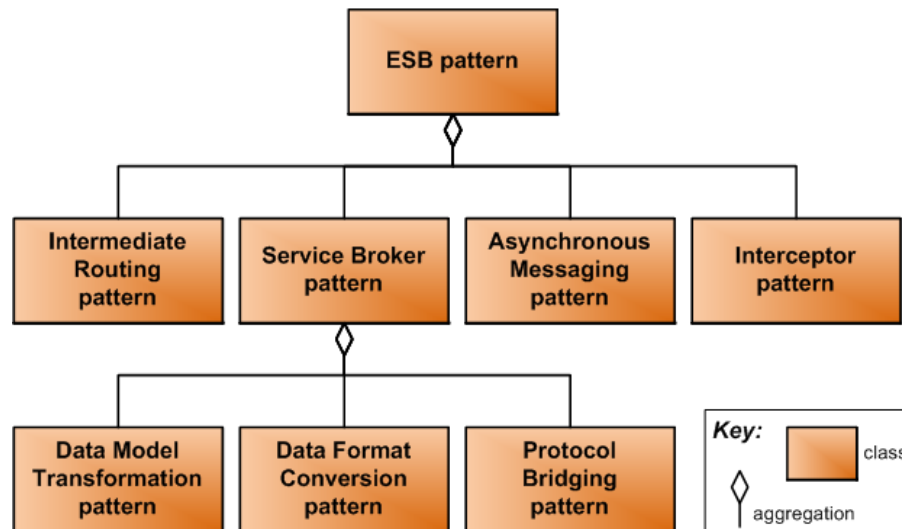 ESB pattern
Intermediate
Routing
pattern
Service Broker
pattern
Asynchronous
Messaging
pattern
Interceptor
pattern
Data Model
Transformation
pattern
Data Format
Conversion
pattern
Protocol
Bridging
pattern
Key:
class
aggregation